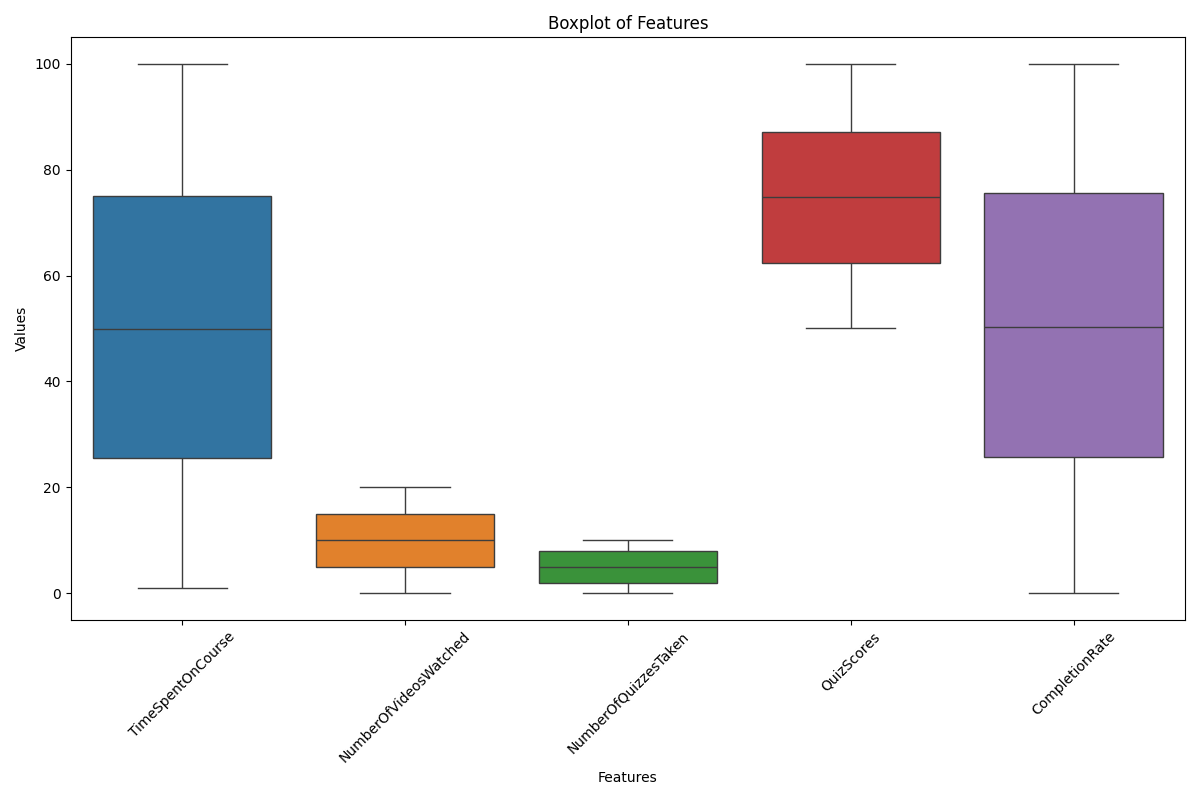 Boxplot of Features
Values
100
80
60
40
20
0
TimeSpentOnCourse
NumberOfVideosWatched
NumberOfQuizzesTaken
QuizScores
CompletionRate
Features